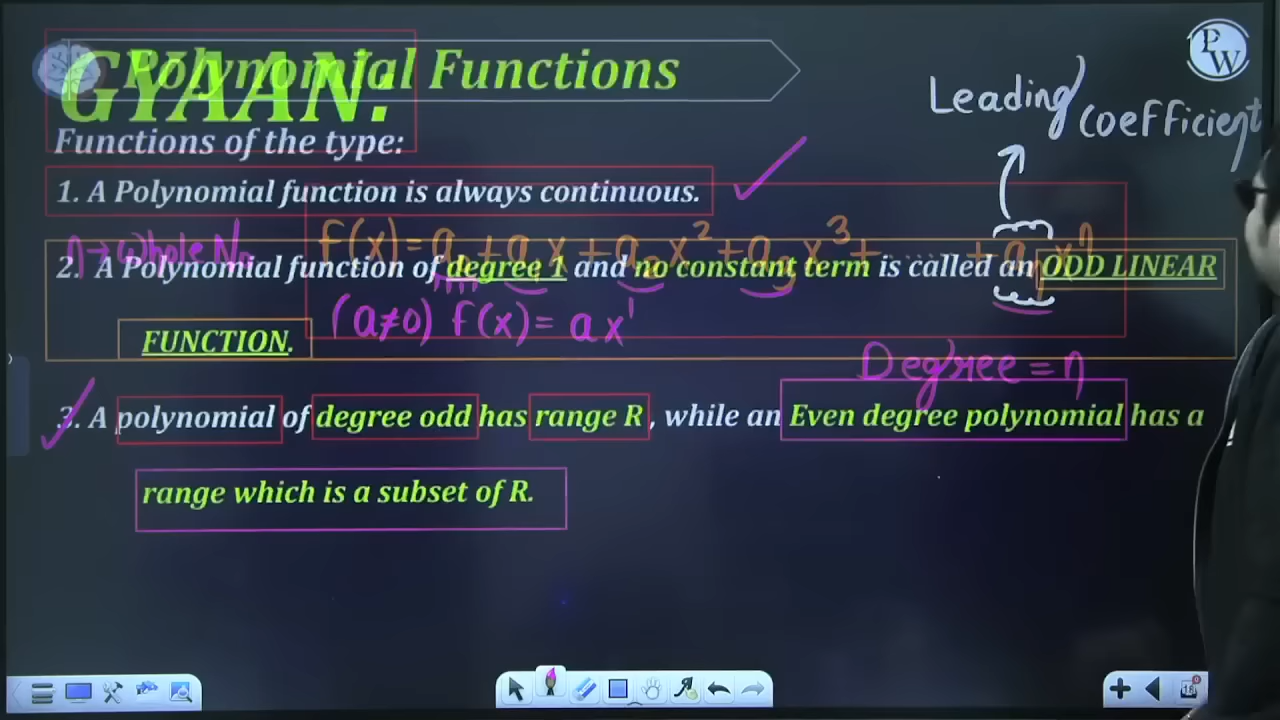 GYAAN:
Polynomial Functions
PW
Leading coefficient
Functions of the type:
1. A Polynomial function is always continuous.
n → whole No
f(x) = a₀ + a₁x + a₂x² + a₃x³ + ...... + aₙxⁿ
2. A Polynomial function of degree 1 and no constant term is called an ODD LINEAR
(a≠0) f(x) = ax¹
FUNCTION.
Degree = n
3. A polynomial of degree odd has range R, while an Even degree polynomial has a
range which is a subset of R.